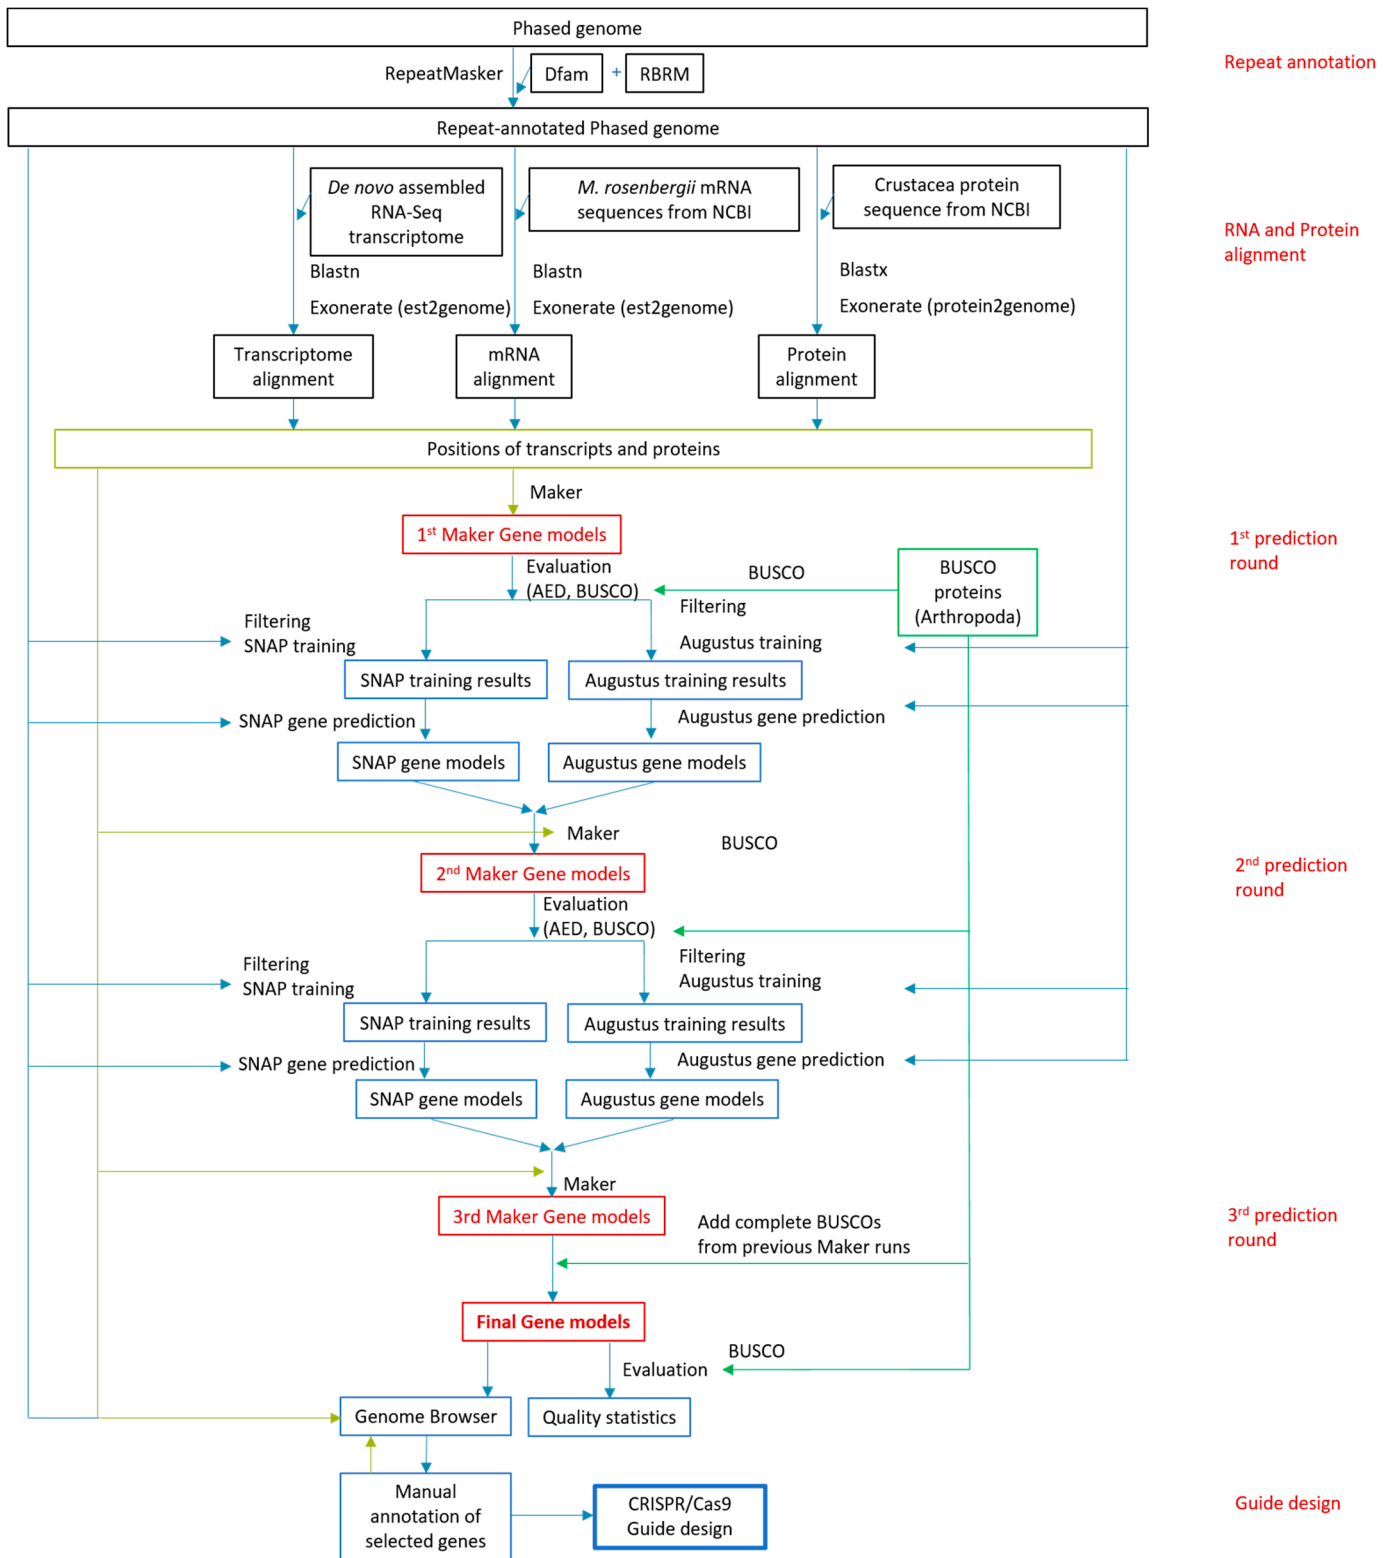 Phased genome
Repeat annotation
RepeatMasker
Dfam
+
RBRM
Repeat-annotated Phased genome
De novo assembled
RNA-Seq
transcriptome
M. rosenbergii mRNA
sequences from NCBI
Crustacea protein
sequence from NCBI
RNA and Protein
alignment
Blastn
Exonerate (est2genome)
Blastn
Exonerate (est2genome)
Blastx
Exonerate (protein2genome)
Transcriptome
alignment
mRNA
alignment
Protein
alignment
Positions of transcripts and proteins
Maker
1st Maker Gene models
1st prediction
round
Evaluation
(AED, BUSCO)
BUSCO
BUSCO
proteins
(Arthropoda)
Filtering
SNAP training
Filtering
Augustus training
SNAP training results
Augustus training results
SNAP gene prediction
Augustus gene prediction
SNAP gene models
Augustus gene models
Maker
BUSCO
2nd Maker Gene models
2nd prediction
round
Evaluation
(AED, BUSCO)
Filtering
SNAP training
Filtering
Augustus training
SNAP training results
Augustus training results
SNAP gene prediction
Augustus gene prediction
SNAP gene models
Augustus gene models
Maker
3rd Maker Gene models
Add complete BUSCOs
from previous Maker runs
3rd prediction
round
Final Gene models
BUSCO
Evaluation
Genome Browser
Quality statistics
Manual
annotation of
selected genes
CRISPR/Cas9
Guide design
Guide design